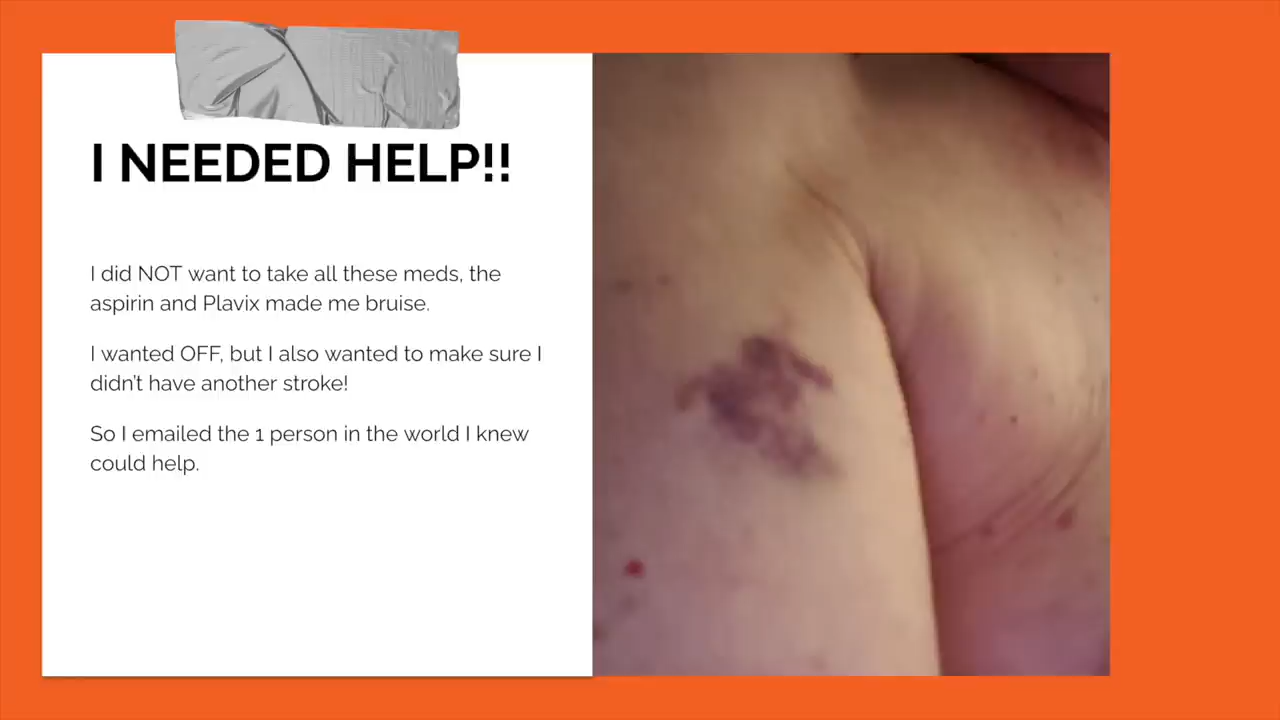 I NEEDED HELP!!
I did NOT want to take all these meds, the
aspirin and Plavix made me bruise.
I wanted OFF, but I also wanted to make sure I
didn't have another stroke!
So I emailed the 1 person in the world I knew
could help.